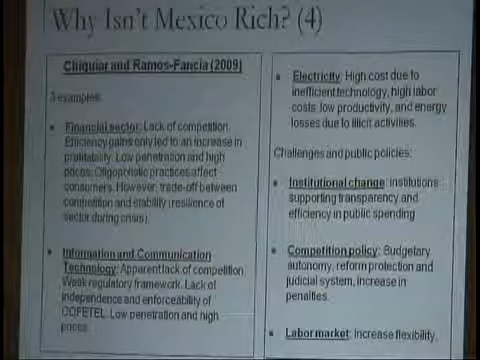 Why Isn't Mexico Rich? (4)
Chiquiar and Ramos-Fancia (2009)
3 examples:
• Financial sector: Lack of competition.
Efficiency gains only led to an increase in
profitability. Low penetration and high
prices. Oligopolistic practices affect
consumers. However, trade-off between
competition and stability (resilience of
sector during crisis).
• Information and Communication
Technology: Apparent lack of competition.
Weak regulatory framework. Lack of
independence and enforceability of
COFETEL. Low penetration and high
prices.
• Electricity: High cost due to
inefficient technology, high labor
costs, low productivity, and energy
losses due to illicit activities.
Challenges and public policies:
• Institutional change: Institutions
supporting transparency and
efficiency in public spending
• Competition policy: Budgetary
autonomy, reform protection and
judicial system, increase in
penalties.
• Labor market: Increase flexibility,